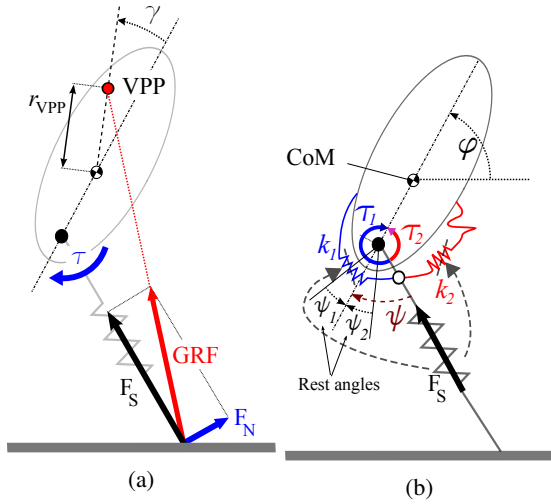 γ
VPP
r_VPP
τ
GRF
F_S
F_N
(a)
CoM
φ
τ_1
τ_2
k_1
k_2
ψ_1
ψ_2
ψ
Rest angles
F_S
(b)